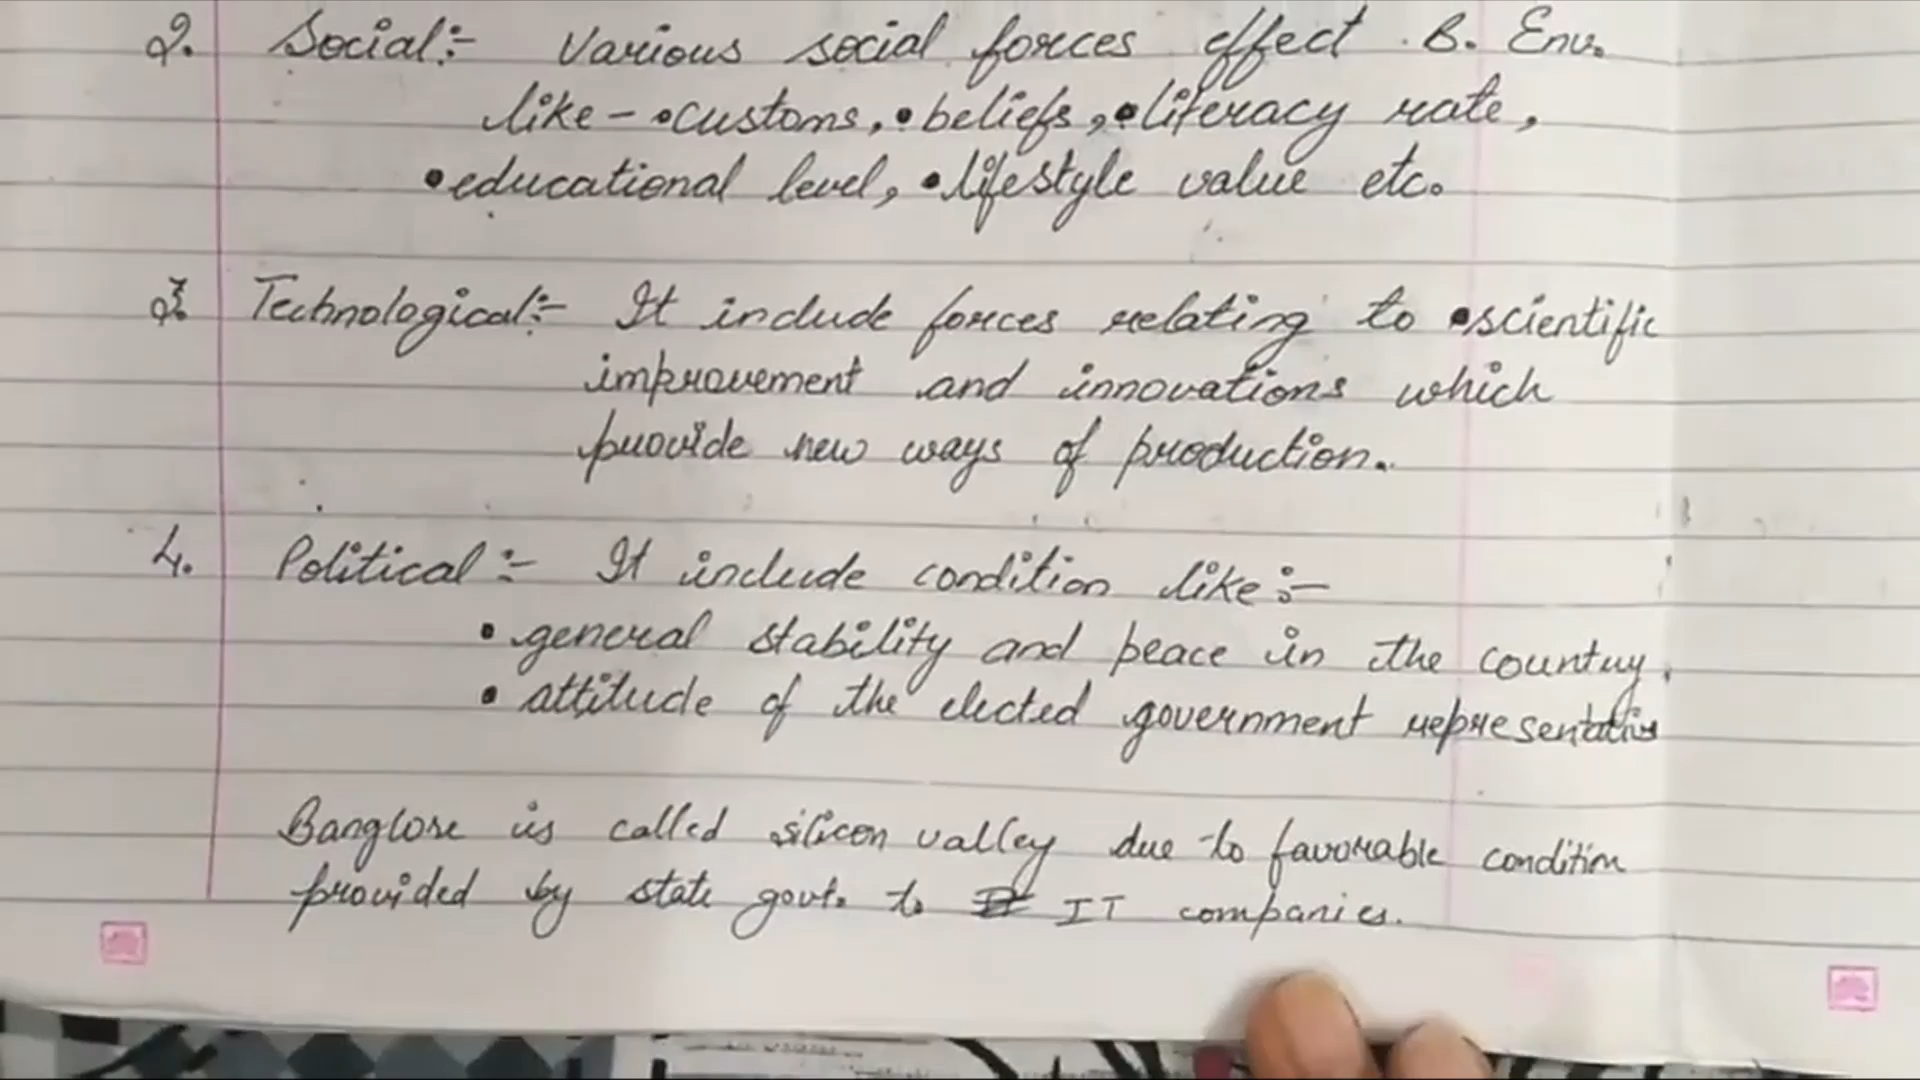 2. Social:- Various social forces effect B. Env.
like - • customs, • beliefs, • literacy rate,
• educational level, • lifestyle value etc.
3. Technological:- It include forces relating to • scientific
improvement and innovations which
provide new ways of production.
4. Political:- It include condition like:-
• general stability and peace in the country.
• attitude of the elected government representatives
Banglore is called silicon valley due to favorable condition
provided by state govt. to IT companies.